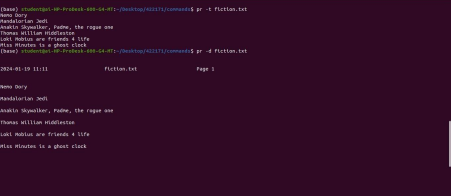 (base) student@ai-HP-ProDesk-600-G4-MT:~/Desktop/422171/commands$ pr -t fiction.txt
Nemo Dory
Mandalorian Jedi
Anakin Skywalker, Padme, the rogue one
Thomas William Hiddleston
Loki Mobius are friends 4 life
Miss Minutes is a ghost clock
(base) student@ai-HP-ProDesk-600-G4-MT:~/Desktop/422171/commands$ pr -d fiction.txt
2024-01-19 11:11 fiction.txt Page 1
Nemo Dory
Mandalorian Jedi
Anakin Skywalker, Padme, the rogue one
Thomas William Hiddleston
Loki Mobius are friends 4 life
Miss Minutes is a ghost clock